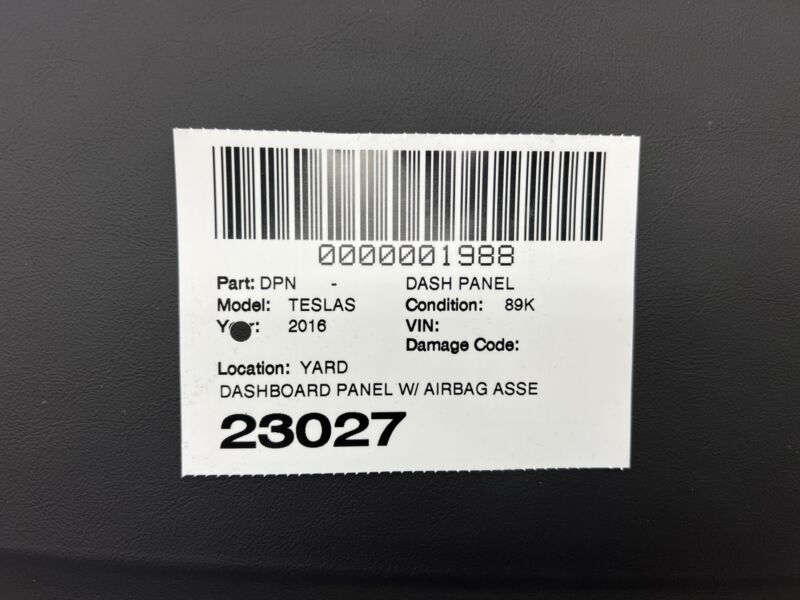 0000001988
Part: DPN - DASH PANEL
Model: TESLAS Condition: 89K
2016 VIN:
Damage Code:
Location: YARD
DASHBOARD PANEL W/ AIRBAG ASSE
23027